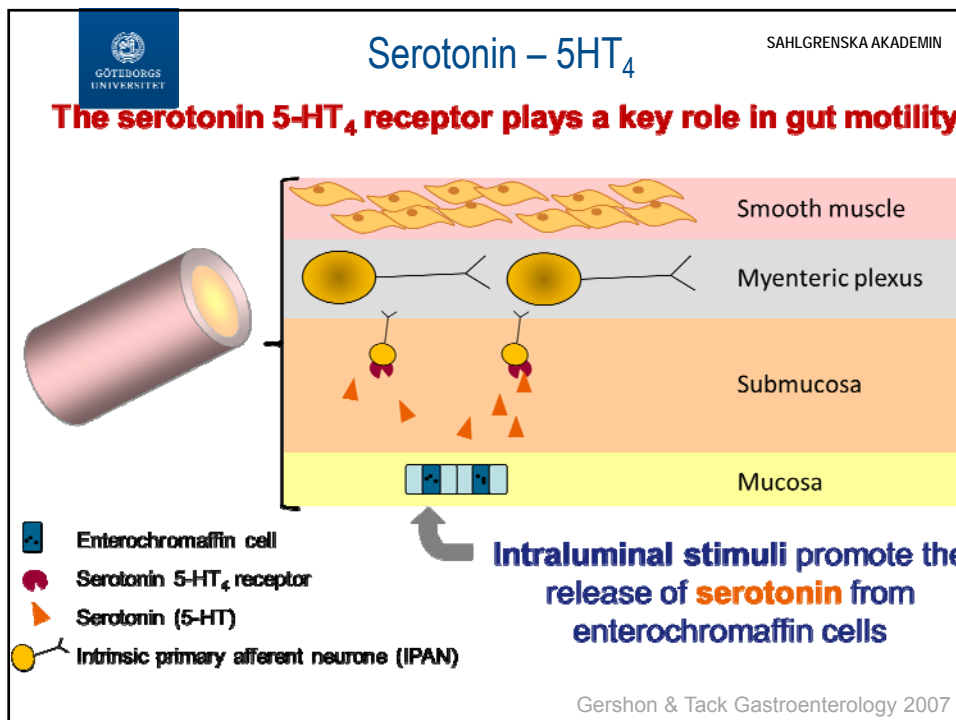 GÖTEBORGS
UNIVERSITET
Serotonin – 5HT4
SAHLGRENSKA AKADEMIN
The serotonin 5-HT4 receptor plays a key role in gut motility
Smooth muscle
Myenteric plexus
Submucosa
Mucosa
Enterochromaffin cell
Serotonin 5-HT4 receptor
Serotonin (5-HT)
Intrinsic primary afferent neurone (IPAN)
Intraluminal stimuli promote the
release of serotonin from
enterochromaffin cells
Gershon & Tack Gastroenterology 2007